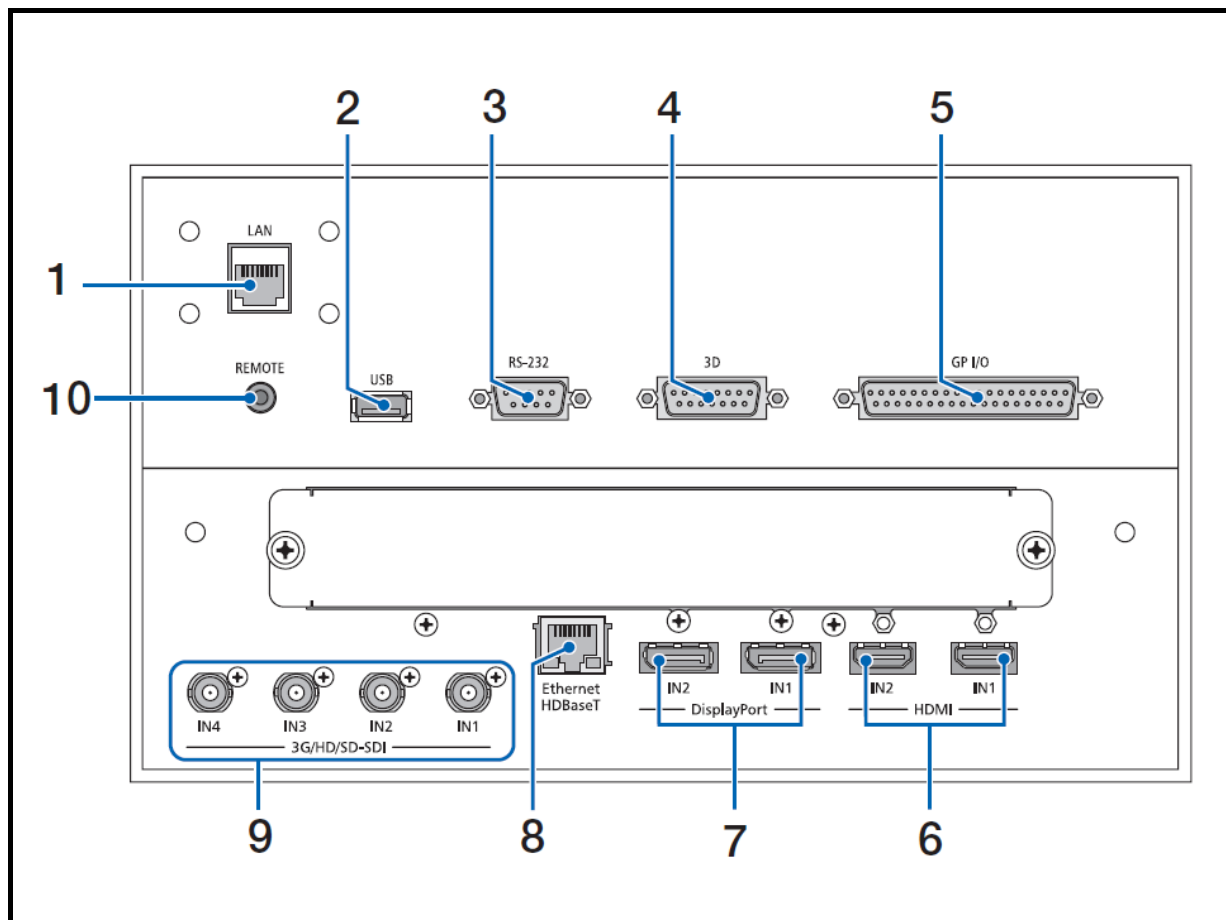 2 3 4 5
LAN
1
REMOTE
10
USB
RS-232
3D
GP I/O
Ethernet
HDBaseT
IN2 IN1
DisplayPort
IN2 IN1
HDMI
IN4 IN3 IN2 IN1
3G/HD/SD-SDI
9 8 7 6